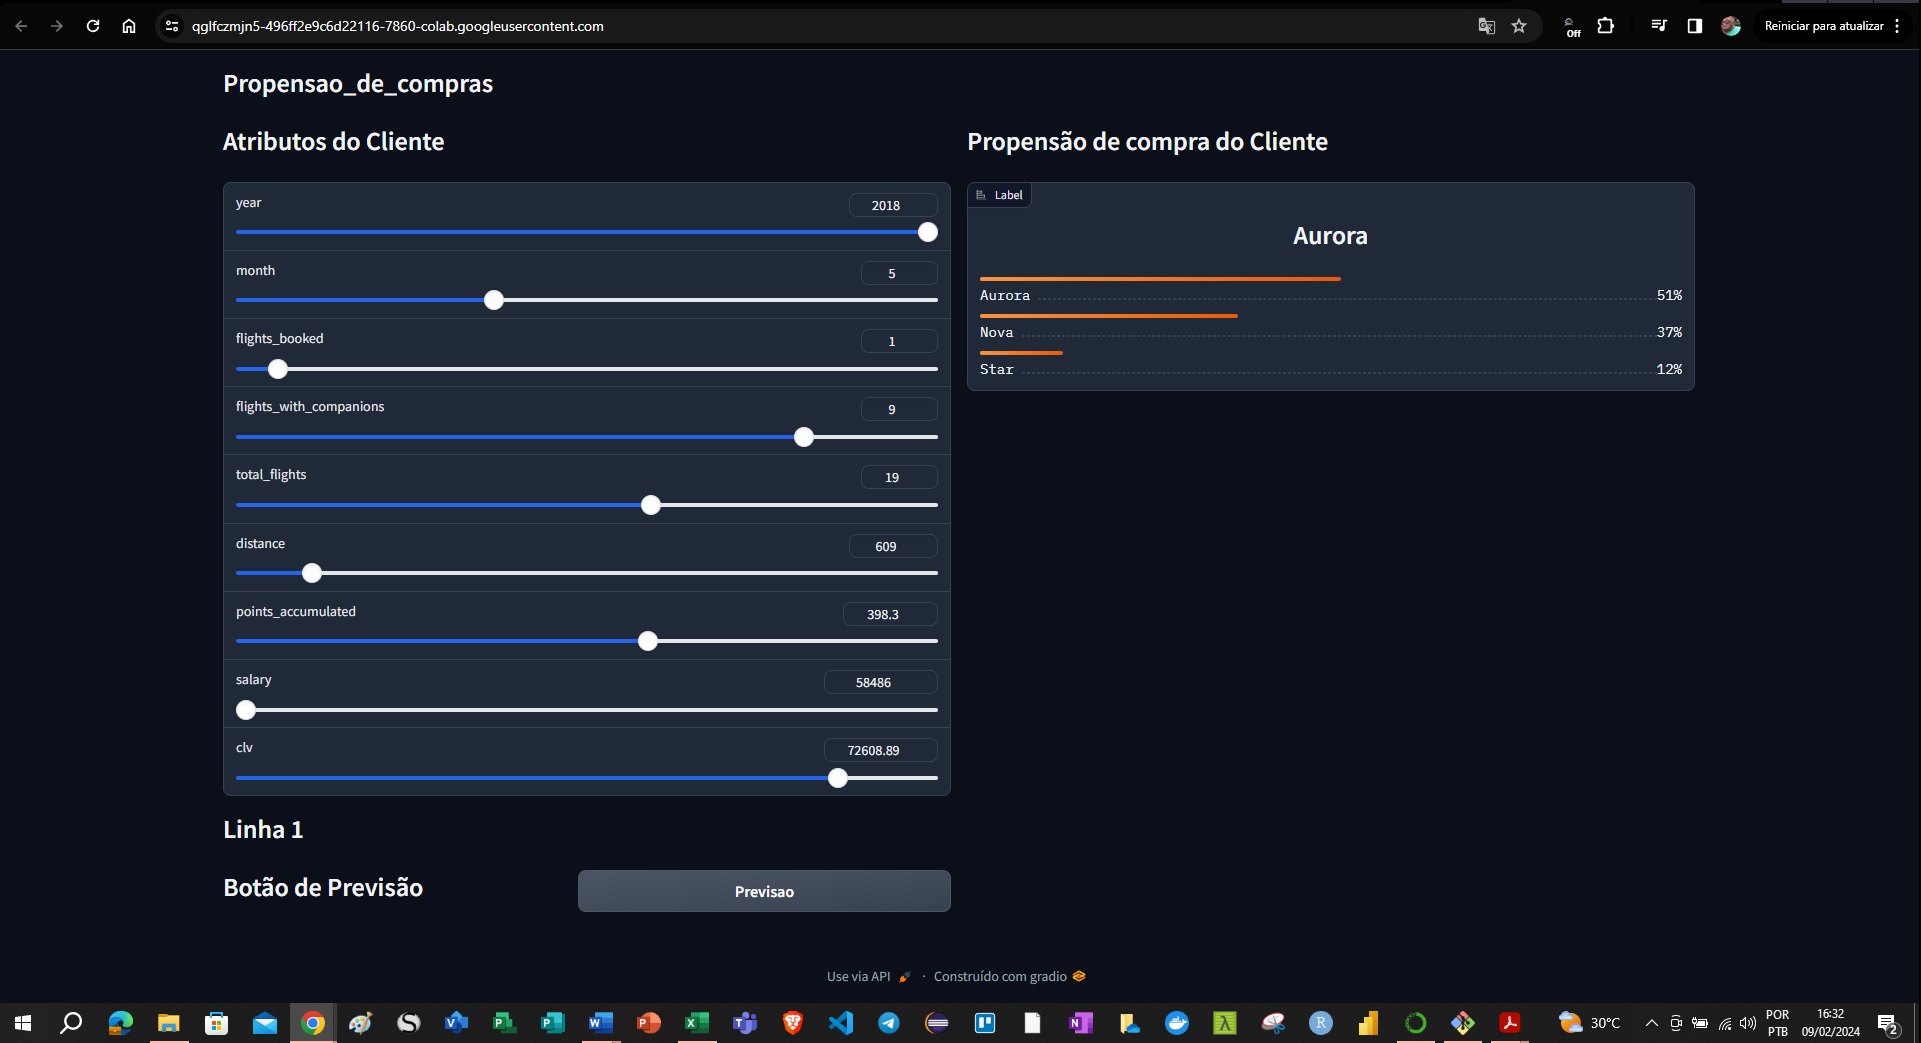 qglfczmjn5-496ff2e9c6d22116-7860-colab.googleusercontent.com
Off
Reiniciar para atualizar
Propensao_de_compras
Atributos do Cliente
year
2018
month
5
flights_booked
1
flights_with_companions
9
total_flights
19
distance
609
points_accumulated
398.3
salary
58486
clv
72608.89
Linha 1
Botão de Previsão
Previsao
Propensão de compra do Cliente
Label
Aurora
Aurora 51%
Nova 37%
Star 12%
Use via API · Construído com gradio
30°C
POR
PTB
16:32
09/02/2024
2